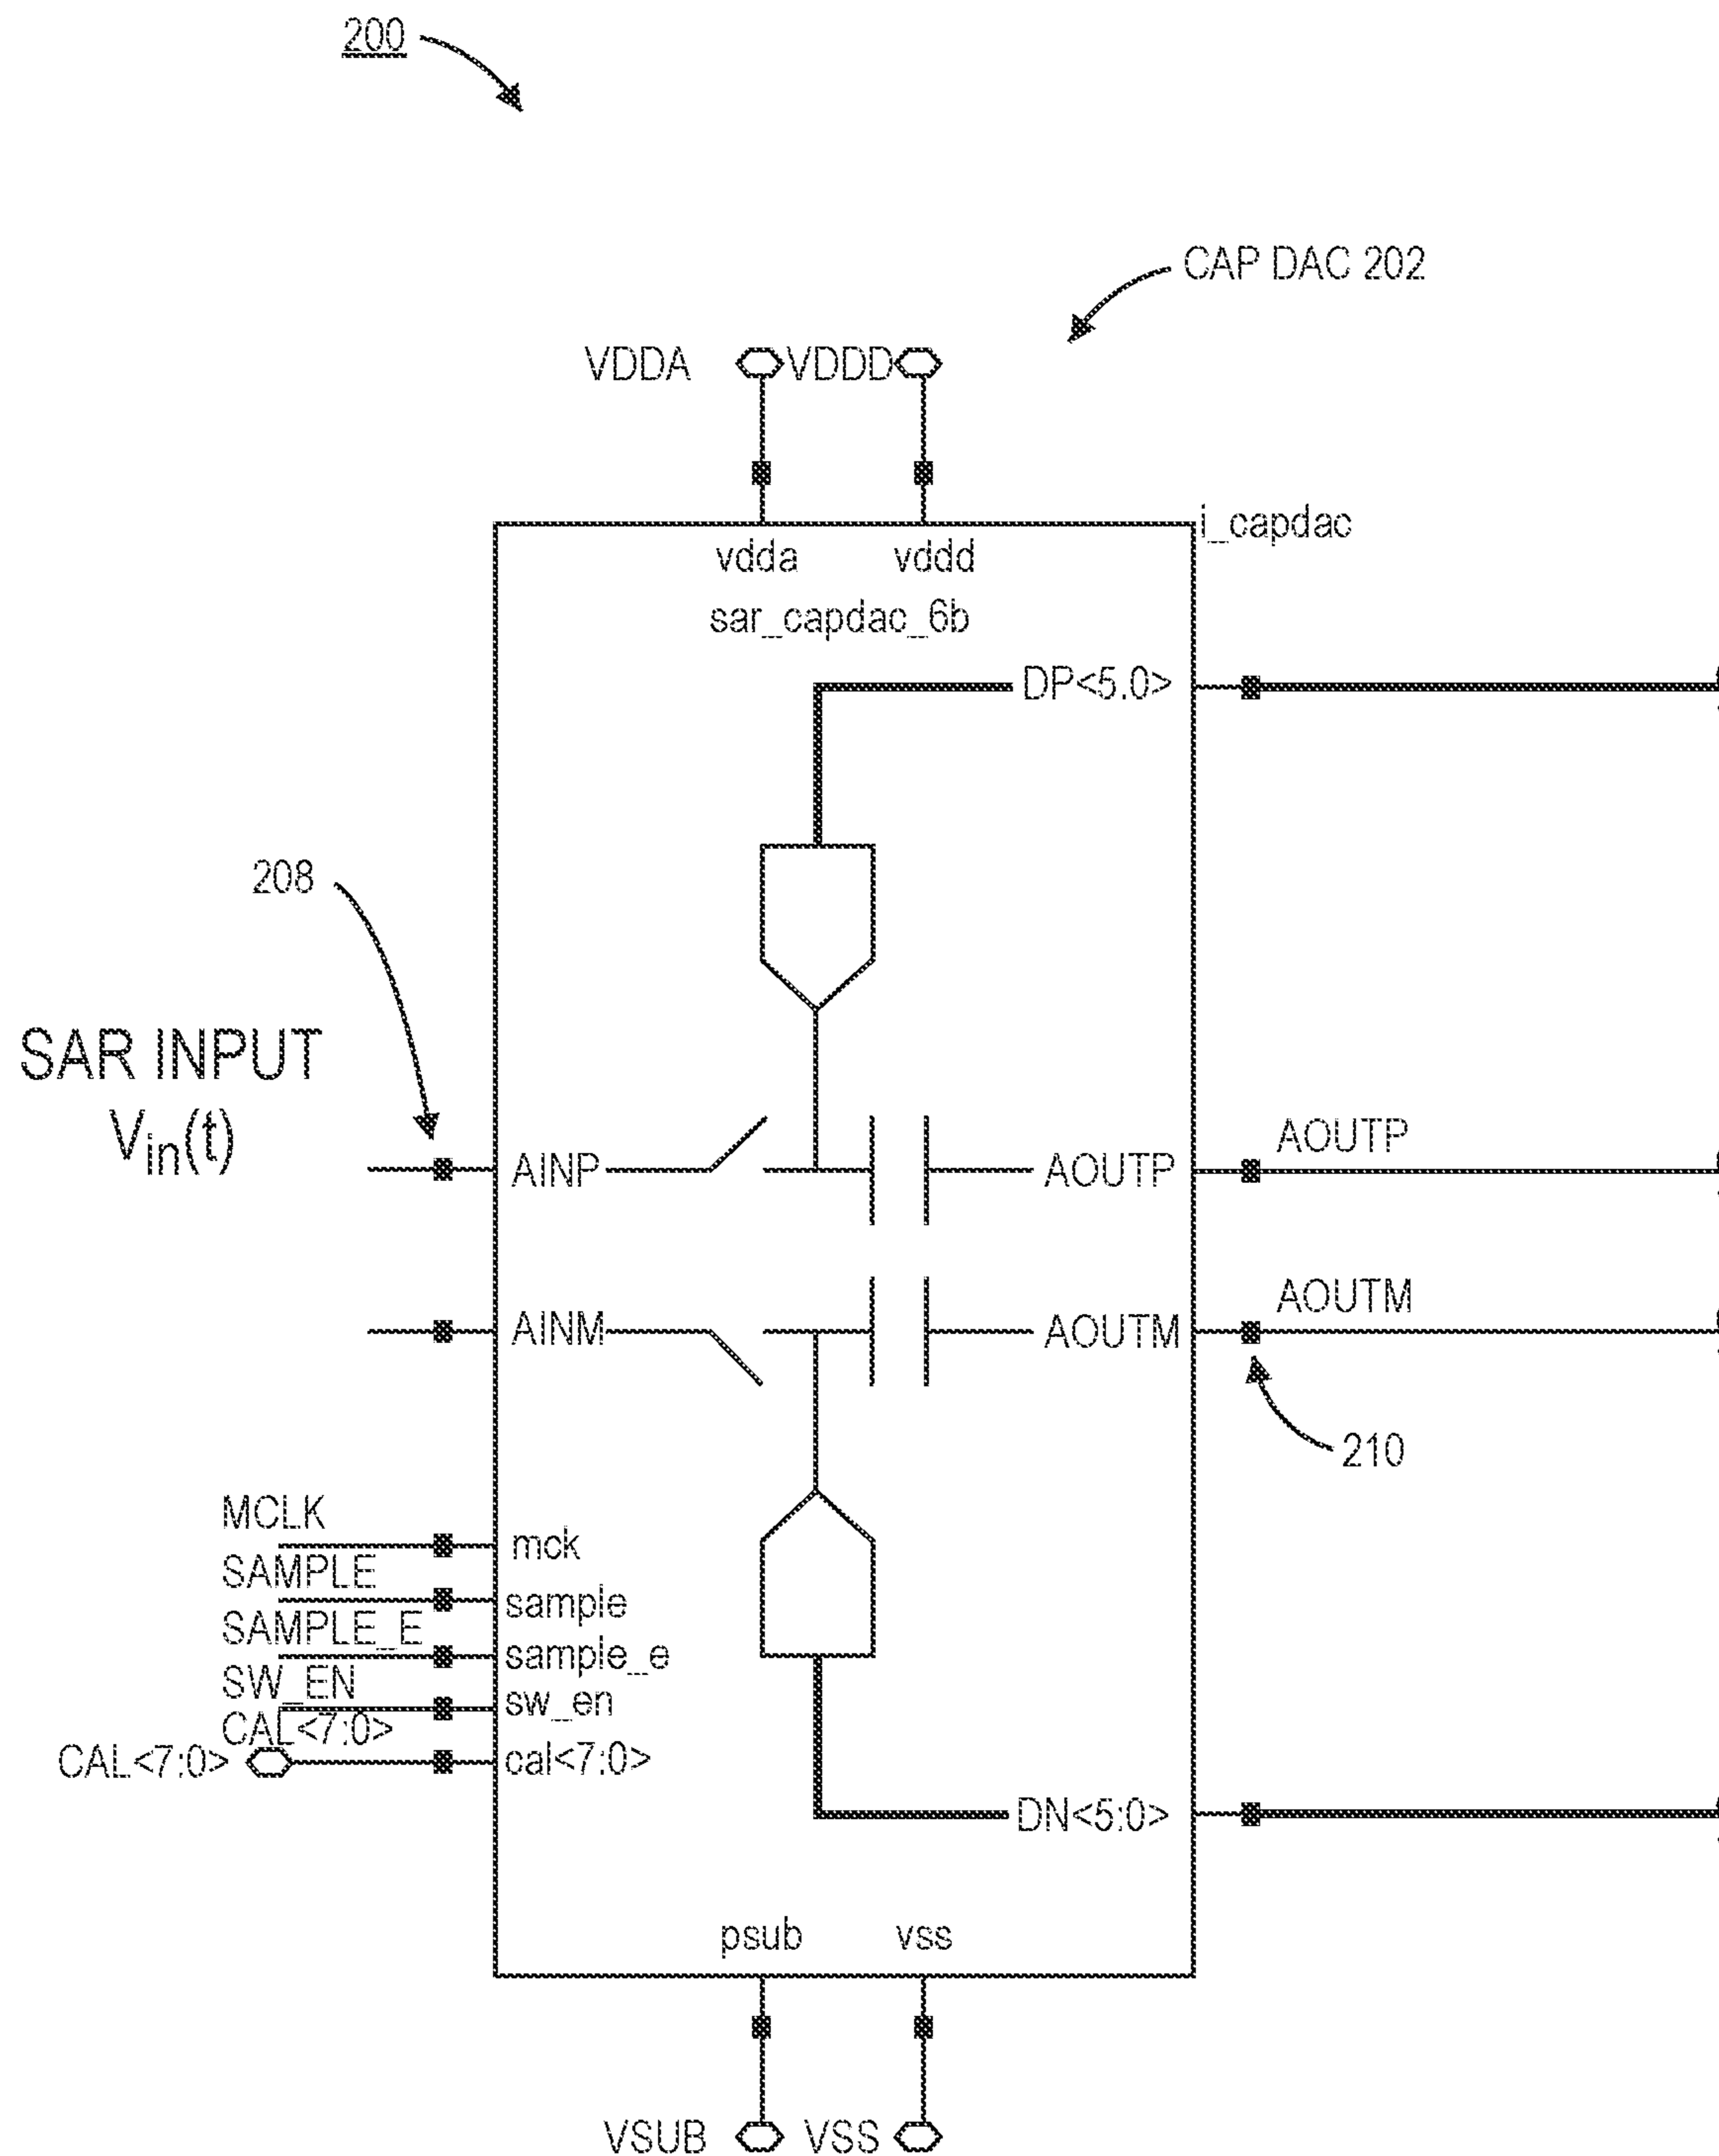 200
CAP DAC 202
VDDA VDDD
i_capdac
vdda vddd
sar_capdac_6b
DP<5.0>
208
SAR INPUT
Vin(t)
AINP AOUTP AOUTP
AINM AOUTM AOUTM
210
MCLK
mck
SAMPLE
sample
SAMPLE_E
sample_e
SW_EN
sw_en
CAL<7:0>
CAL<7:0> cal<7:0>
DN<5:0>
psub vss
VSUB VSS